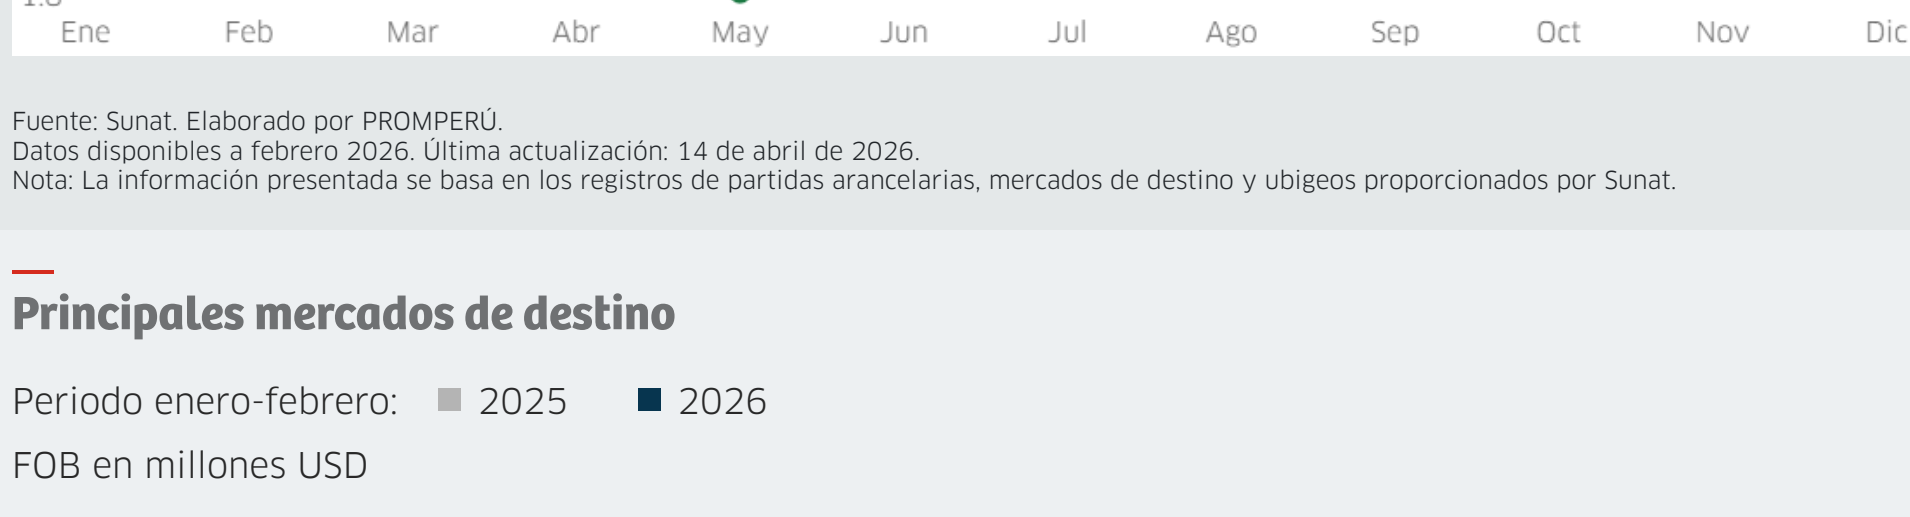 Ene Feb Mar Abr May Jun Jul Ago Sep Oct Nov Dic
Fuente: Sunat. Elaborado por PROMPERÚ.
Datos disponibles a febrero 2026. Última actualización: 14 de abril de 2026.
Nota: La información presentada se basa en los registros de partidas arancelarias, mercados de destino y ubigeos proporcionados por Sunat.
Principales mercados de destino
Periodo enero-febrero: 2025 2026
FOB en millones USD